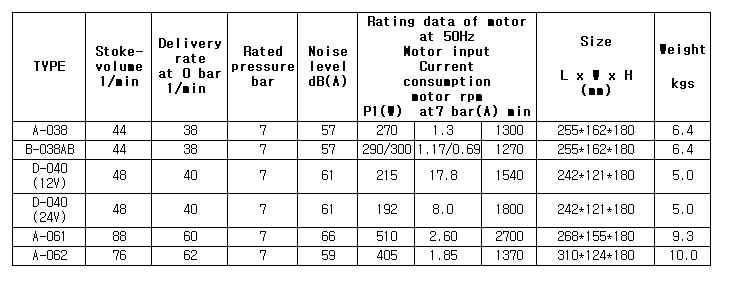 TYPE Stoke-volume 1/min Delivery rate at 0 bar 1/min Rated pressure bar Noise level dB(A) Rating data of motor at 50Hz Motor input Current consumption motor rpm P1(W) at7 bar(A) min Size L x W x H (mm) Weight kgs
A-038 44 38 7 57 270 1.3 1300 255*162*180 6.4
B-038AB 44 38 7 57 290/300 1.17/0.69 1270 255*162*180 6.4
D-040 (12V) 48 40 7 61 215 17.8 1540 242*121*180 5.0
D-040 (24V) 48 40 7 61 192 8.0 1800 242*121*180 5.0
A-061 88 60 7 66 510 2.60 2700 268*155*180 9.3
A-062 76 62 7 59 405 1.85 1370 310*124*180 10.0